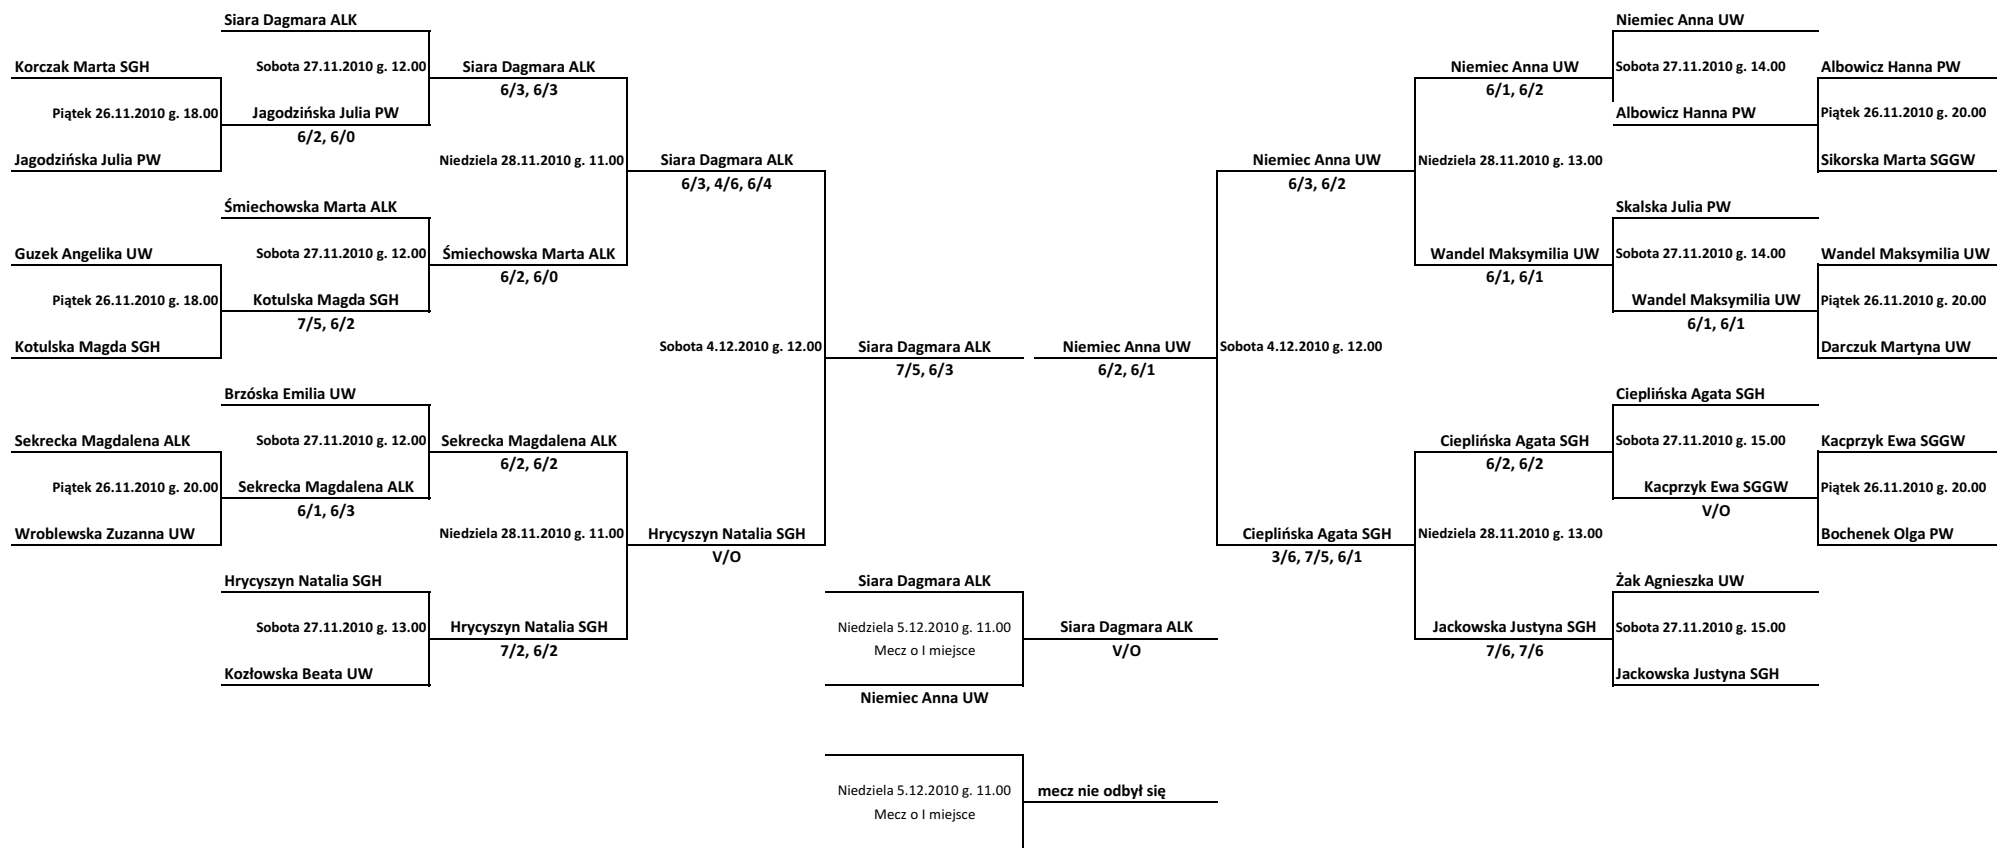 Siara Dagmara ALK
Niemiec Anna UW
Korczak Marta SGH
Sobota 27.11.2010 g. 12.00
Siara Dagmara ALK
Niemiec Anna UW
Sobota 27.11.2010 g. 14.00
Albowicz Hanna PW
6/3, 6/3
6/1, 6/2
Piątek 26.11.2010 g. 18.00
Jagodzińska Julia PW
Albowicz Hanna PW
Piątek 26.11.2010 g. 20.00
6/2, 6/0
Jagodzińska Julia PW
Niedziela 28.11.2010 g. 11.00
Siara Dagmara ALK
Niemiec Anna UW
Niedziela 28.11.2010 g. 13.00
Sikorska Marta SGGW
6/3, 4/6, 6/4
6/3, 6/2
Śmiechowska Marta ALK
Skalska Julia PW
Guzek Angelika UW
Sobota 27.11.2010 g. 12.00
Śmiechowska Marta ALK
Wandel Maksymilia UW
Sobota 27.11.2010 g. 14.00
Wandel Maksymilia UW
6/2, 6/0
6/1, 6/1
Piątek 26.11.2010 g. 18.00
Kotulska Magda SGH
Wandel Maksymilia UW
Piątek 26.11.2010 g. 20.00
7/5, 6/2
6/1, 6/1
Kotulska Magda SGH
Sobota 4.12.2010 g. 12.00
Siara Dagmara ALK
Niemiec Anna UW
Sobota 4.12.2010 g. 12.00
Darczuk Martyna UW
7/5, 6/3
6/2, 6/1
Brzóska Emilia UW
Cieplińska Agata SGH
Sekrecka Magdalena ALK
Sobota 27.11.2010 g. 12.00
Sekrecka Magdalena ALK
Cieplińska Agata SGH
Sobota 27.11.2010 g. 15.00
Kacprzyk Ewa SGGW
6/2, 6/2
6/2, 6/2
Piątek 26.11.2010 g. 20.00
Sekrecka Magdalena ALK
Kacprzyk Ewa SGGW
Piątek 26.11.2010 g. 20.00
6/1, 6/3
V/O
Wroblewska Zuzanna UW
Niedziela 28.11.2010 g. 11.00
Hrycyszyn Natalia SGH
Cieplińska Agata SGH
Niedziela 28.11.2010 g. 13.00
Bochenek Olga PW
V/O
3/6, 7/5, 6/1
Hrycyszyn Natalia SGH
Siara Dagmara ALK
Żak Agnieszka UW
Sobota 27.11.2010 g. 13.00
Hrycyszyn Natalia SGH
Niedziela 5.12.2010 g. 11.00
Siara Dagmara ALK
Jackowska Justyna SGH
Sobota 27.11.2010 g. 15.00
7/2, 6/2
Mecz o I miejsce
V/O
7/6, 7/6
Kozłowska Beata UW
Jackowska Justyna SGH
Niemiec Anna UW
Niedziela 5.12.2010 g. 11.00
mecz nie odbył się
Mecz o I miejsce